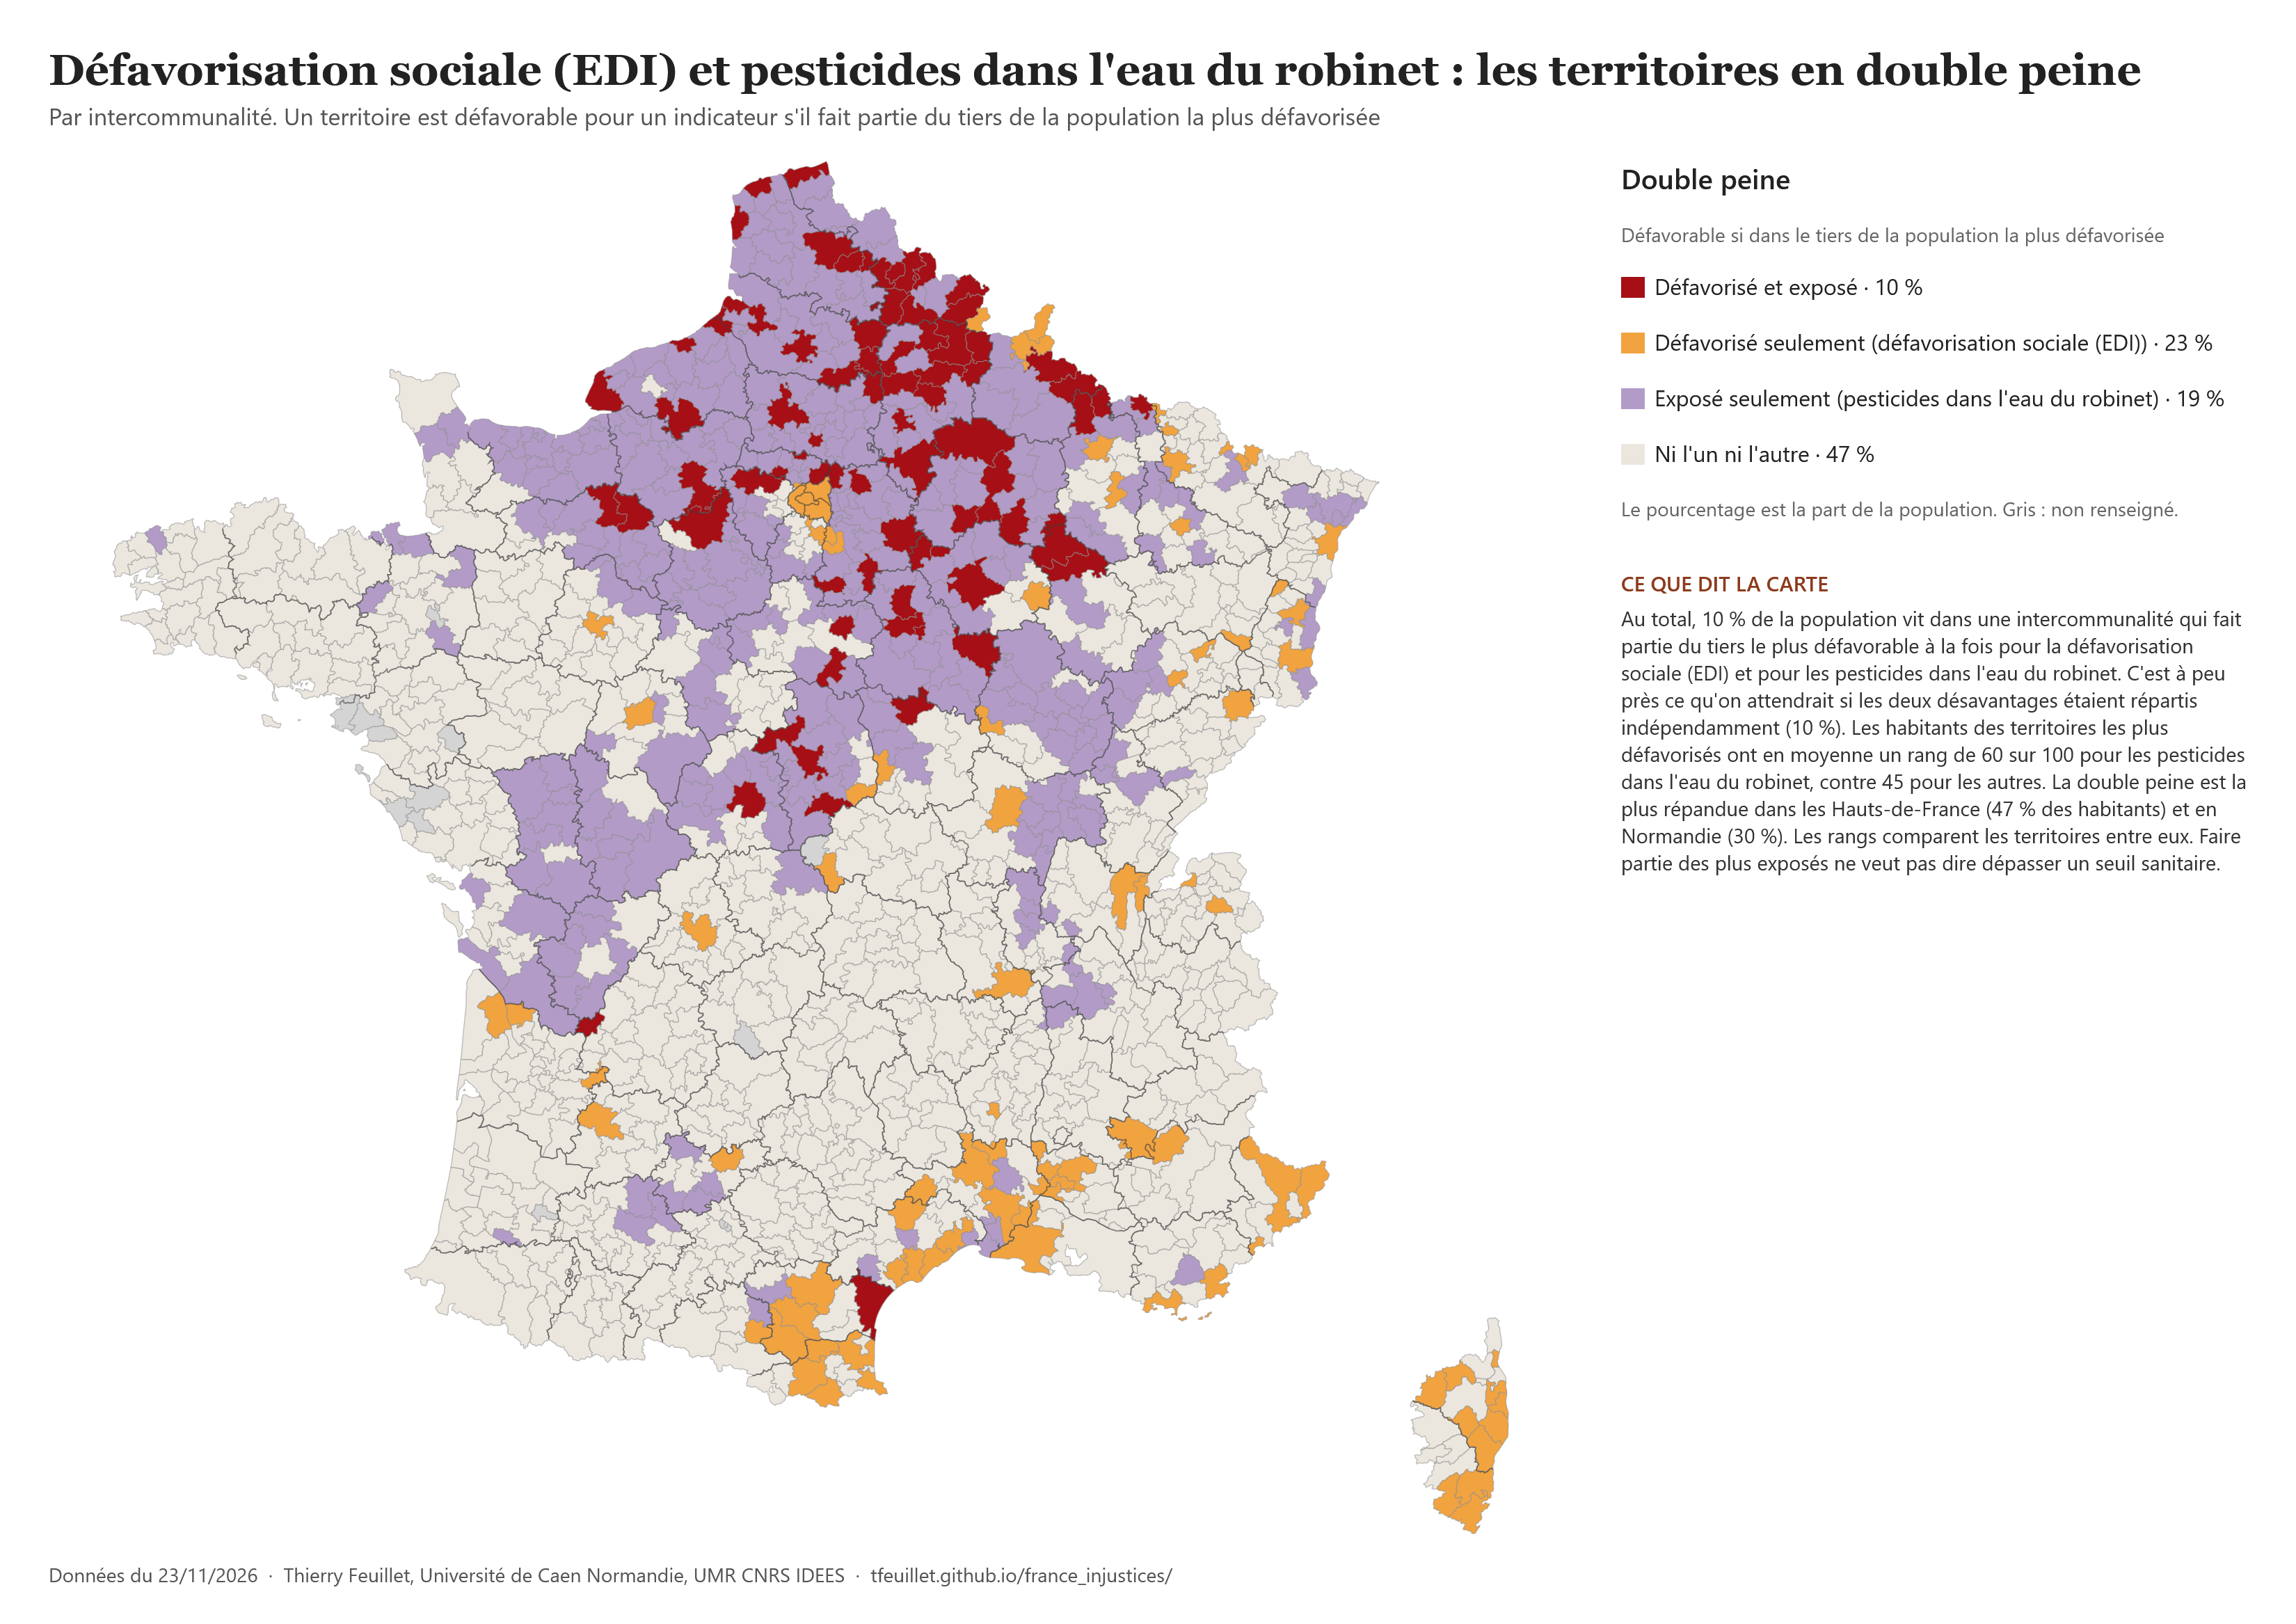 Défavorisation sociale (EDI) et pesticides dans l'eau du robinet : les territoires en double peine
Par intercommunalité. Un territoire est défavorable pour un indicateur s'il fait partie du tiers de la population la plus défavorisée
Double peine
Défavorable si dans le tiers de la population la plus défavorisée
Défavorisé et exposé · 10 %
Défavorisé seulement (défavorisation sociale (EDI)) · 23 %
Exposé seulement (pesticides dans l'eau du robinet) · 19 %
Ni l'un ni l'autre · 47 %
Le pourcentage est la part de la population. Gris : non renseigné.
CE QUE DIT LA CARTE
Au total, 10 % de la population vit dans une intercommunalité qui fait
partie du tiers le plus défavorable à la fois pour la défavorisation
sociale (EDI) et pour les pesticides dans l'eau du robinet. C'est à peu
près ce qu'on attendrait si les deux désavantages étaient répartis
indépendamment (10 %). Les habitants des territoires les plus
défavorisés ont en moyenne un rang de 60 sur 100 pour les pesticides
dans l'eau du robinet, contre 45 pour les autres. La double peine est la
plus répandue dans les Hauts-de-France (47 % des habitants) et en
Normandie (30 %). Les rangs comparent les territoires entre eux. Faire
partie des plus exposés ne veut pas dire dépasser un seuil sanitaire.
Données du 23/11/2026 · Thierry Feuillet, Université de Caen Normandie, UMR CNRS IDEES · tfeuillet.github.io/france_injustices/